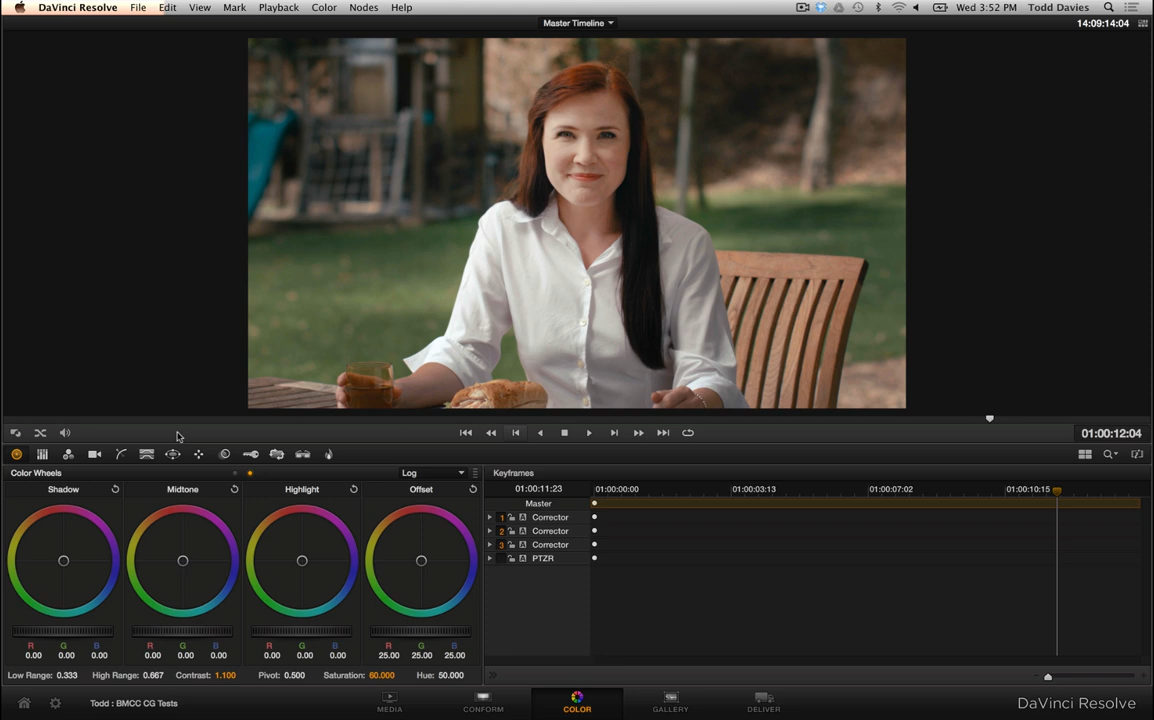 DaVinci Resolve File Edit View Mark Playback Color Nodes Help Wed 3:52 PM Todd Davies
Master Timeline 14:09:14:04
01:00:12:04
Color Wheels Log Keyframes
Shadow Midtone Highlight Offset 01:00:11:23 01:00:00:00 01:00:03:13 01:00:07:02 01:00:10:15
Master
1 Corrector
2 Corrector
3 Corrector
PTZR
R G B R G B R G B R G B
0.00 0.00 0.00 0.00 0.00 0.00 0.00 0.00 0.00 25.00 25.00 25.00
Low Range: 0.333 High Range: 0.667 Contrast: 1.100 Pivot: 0.500 Saturation: 60.000 Hue: 50.000
Todd : BMCC CG Tests MEDIA CONFORM COLOR GALLERY DELIVER DaVinci Resolve